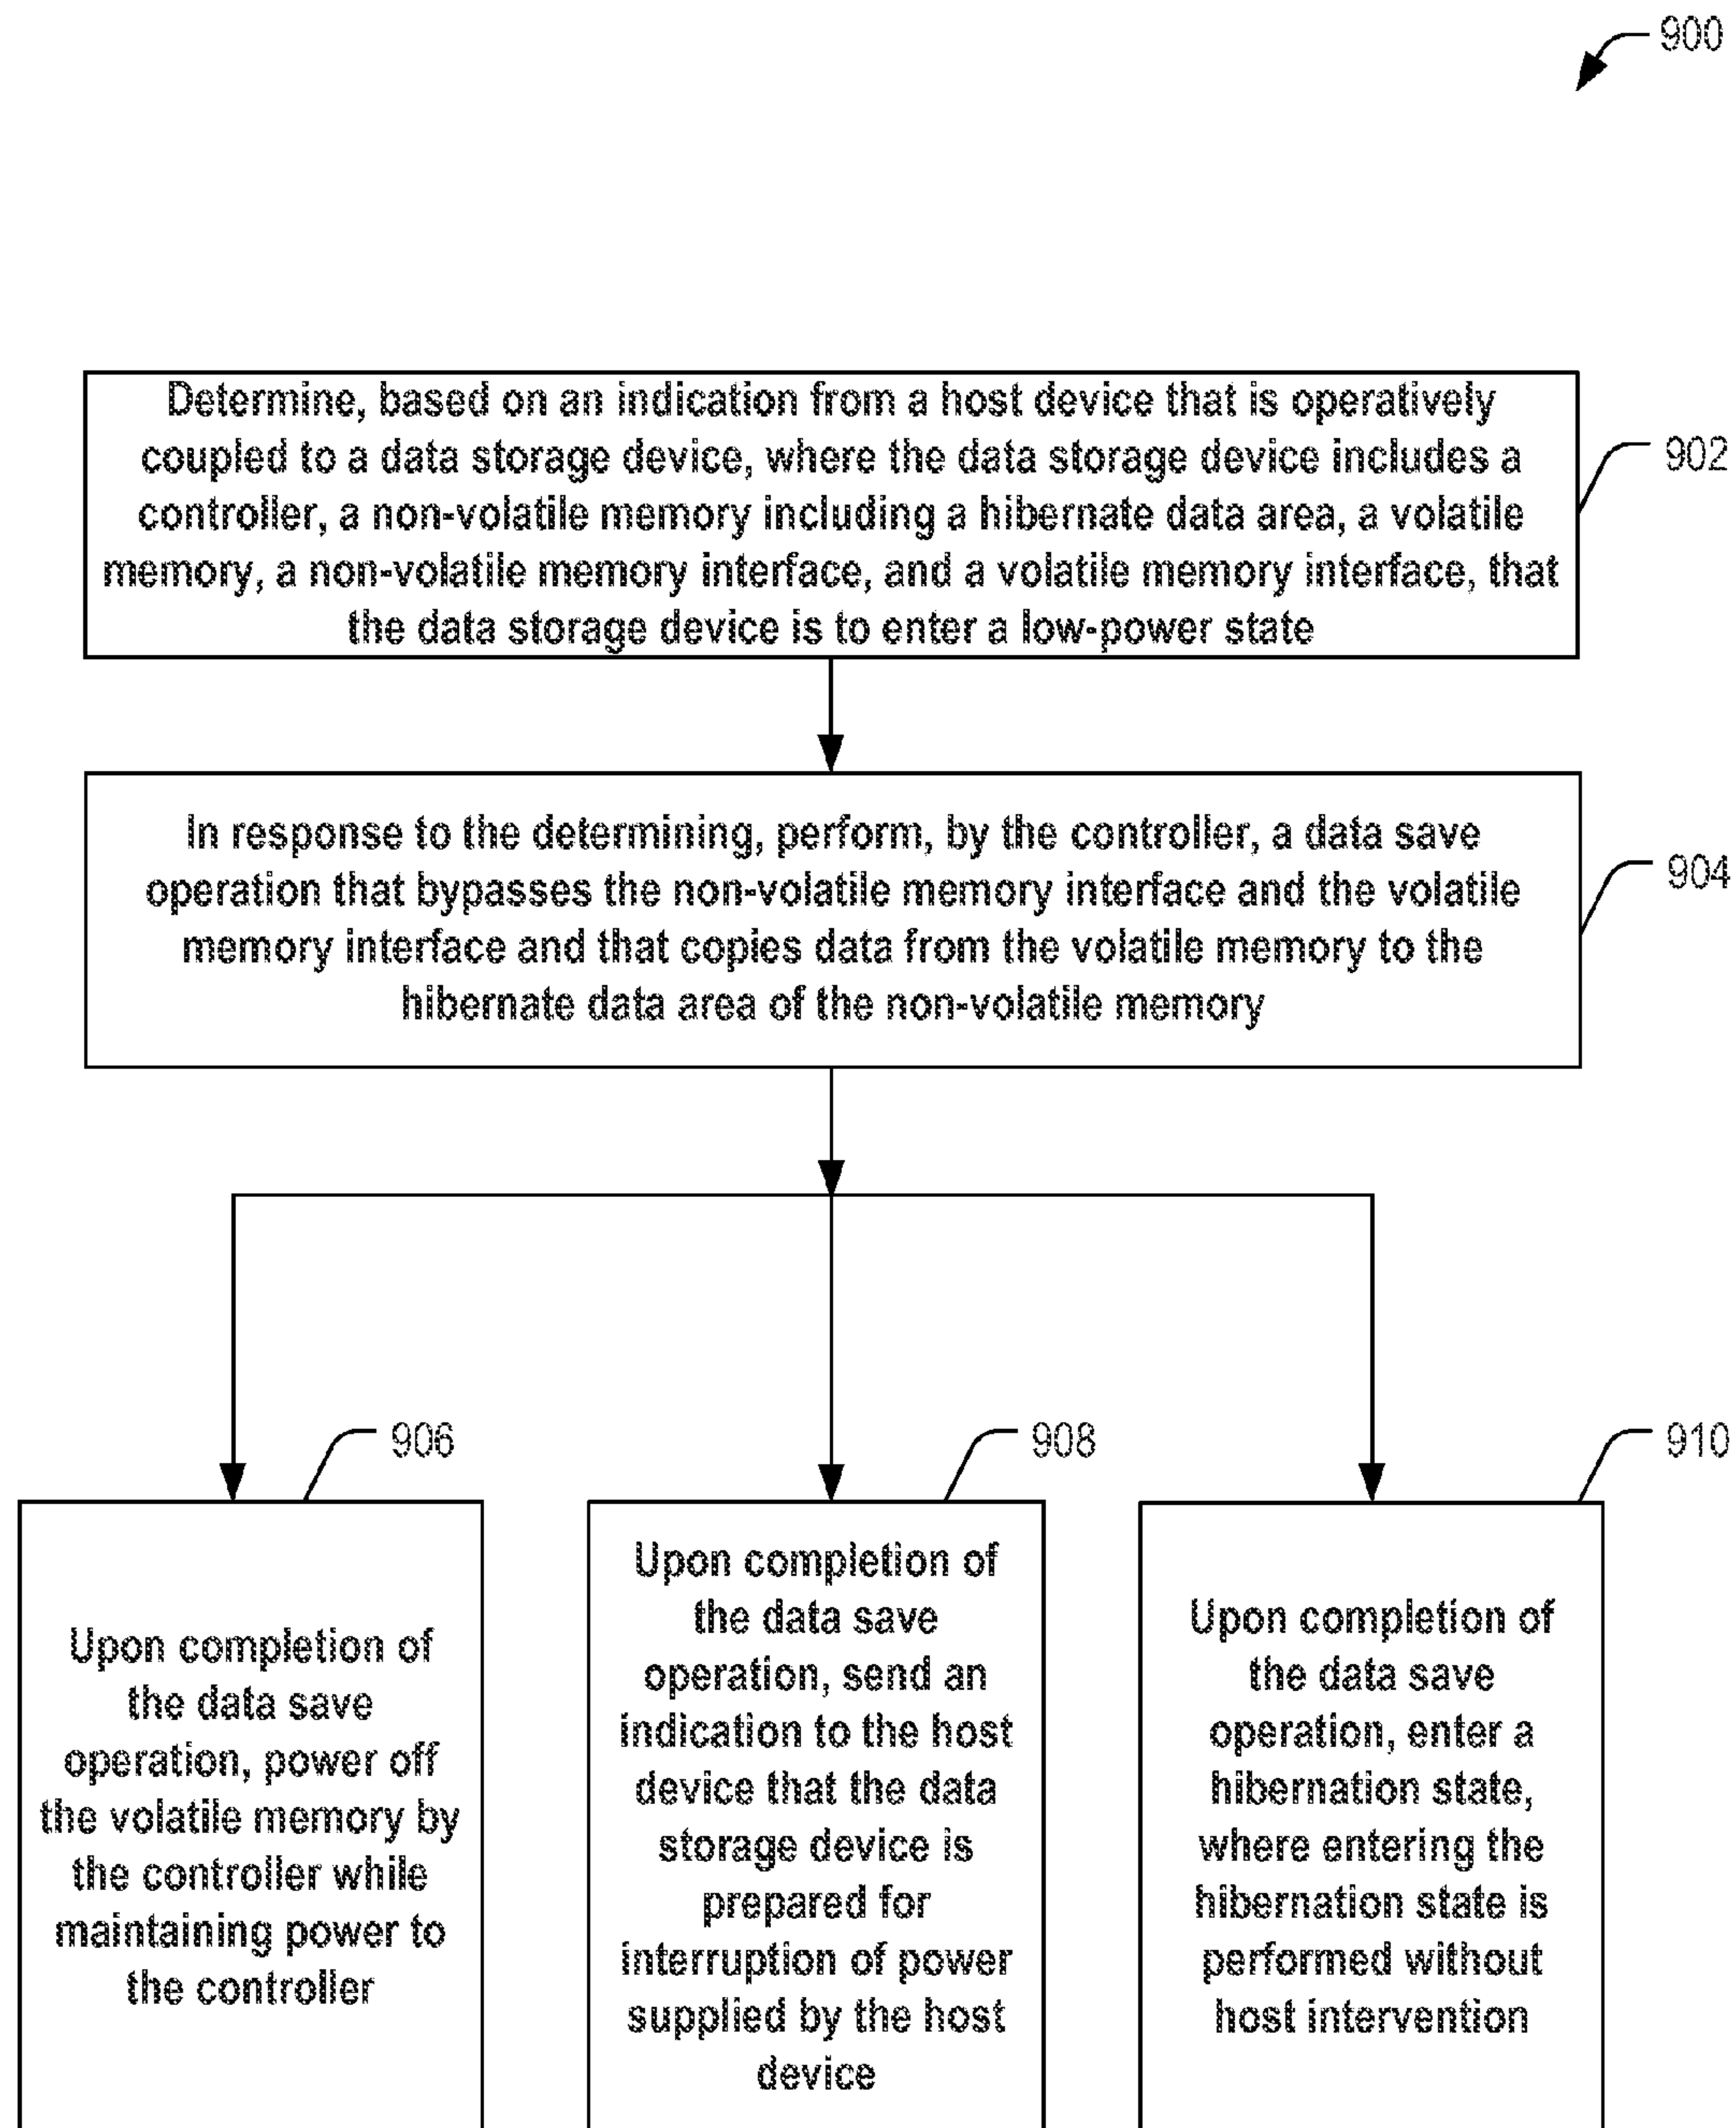 900
Determine, based on an indication from a host device that is operatively
coupled to a data storage device, where the data storage device includes a
controller, a non-volatile memory including a hibernate data area, a volatile
memory, a non-volatile memory interface, and a volatile memory interface, that
the data storage device is to enter a low-power state
902
In response to the determining, perform, by the controller, a data save
operation that bypasses the non-volatile memory interface and the volatile
memory interface and that copies data from the volatile memory to the
hibernate data area of the non-volatile memory
904
906
Upon completion of
the data save
operation, power off
the volatile memory by
the controller while
maintaining power to
the controller
908
Upon completion of
the data save
operation, send an
indication to the host
device that the data
storage device is
prepared for
interruption of power
supplied by the host
device
910
Upon completion of
the data save
operation, enter a
hibernation state,
where entering the
hibernation state is
performed without
host intervention